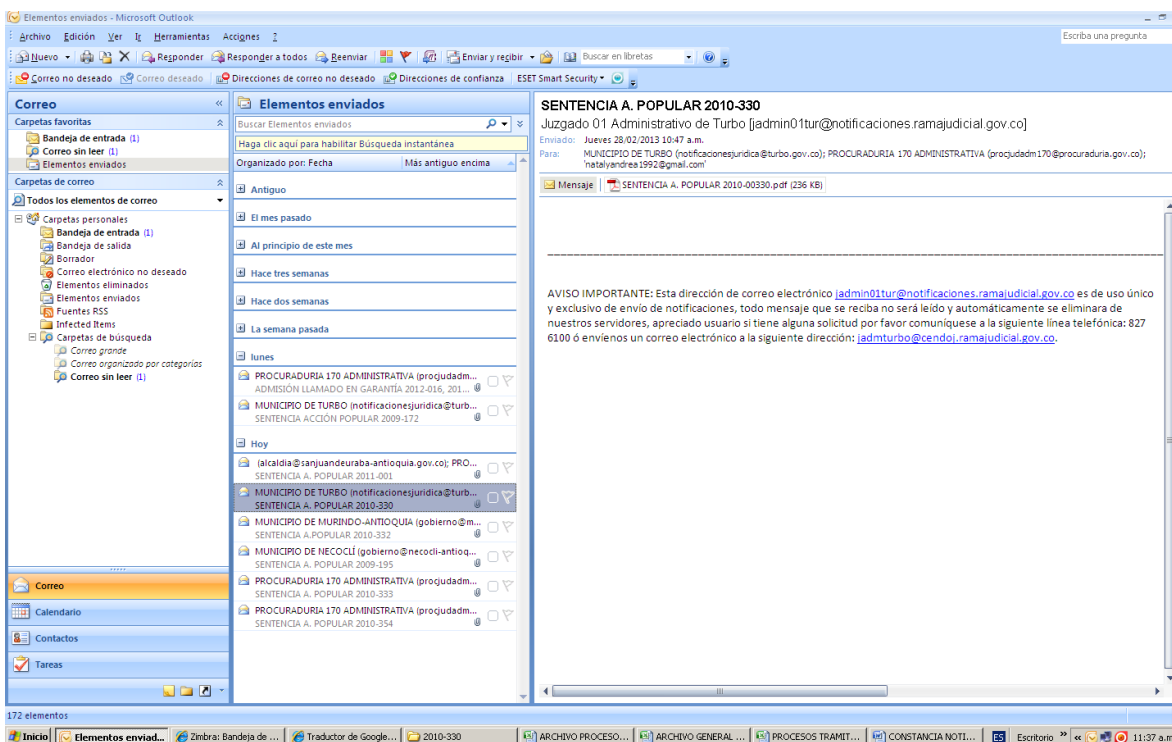 Elementos enviados - Microsoft Outlook
Archivo Edición Ver Ir Herramientas Acciones ?
Escriba una pregunta
Nuevo Responder Responder a todos Reenviar Enviar y recibir Buscar en libretas
Correo no deseado Correo deseado Direcciones de correo no deseado Direcciones de confianza ESET Smart Security
Correo
Carpetas favoritas
Bandeja de entrada (1)
Correo sin leer (1)
Elementos enviados
Carpetas de correo
Todos los elementos de correo
Carpetas personales
Bandeja de entrada (1)
Bandeja de salida
Borrador
Correo electrónico no deseado
Elementos eliminados
Elementos enviados
Fuentes RSS
Infected Items
Carpetas de búsqueda
Correo grande
Correo organizado por categorías
Correo sin leer (1)
Correo
Calendario
Contactos
Tareas
Elementos enviados
Buscar Elementos enviados
Haga clic aquí para habilitar Búsqueda instantánea
Organizado por: Fecha Más antiguo encima
Antiguo
El mes pasado
Al principio de este mes
Hace tres semanas
Hace dos semanas
La semana pasada
lunes
PROCURADURIA 170 ADMINISTRATIVA (procjudadm...
ADMISIÓN LLAMADO EN GARANTÍA 2012-016, 201...
MUNICIPIO DE TURBO (notificacionesjuridica@turb...
SENTENCIA ACCIÓN POPULAR 2009-172
Hoy
(alcaldia@sanjuandeuraba-antioquia.gov.co); PRO...
SENTENCIA A. POPULAR 2011-001
MUNICIPIO DE TURBO (notificacionesjuridica@turb...
SENTENCIA A. POPULAR 2010-330
MUNICIPIO DE MURINDO-ANTIOQUIA (gobierno@m...
SENTENCIA A.POPULAR 2010-332
MUNICIPIO DE NECOCLÍ (gobierno@necocli-antioq...
SENTENCIA A. POPULAR 2009-195
PROCURADURIA 170 ADMINISTRATIVA (procjudadm...
SENTENCIA A. POPULAR 2010-333
PROCURADURIA 170 ADMINISTRATIVA (procjudadm...
SENTENCIA A. POPULAR 2010-354
SENTENCIA A. POPULAR 2010-330
Juzgado 01 Administrativo de Turbo [jadmin01tur@notificaciones.ramajudicial.gov.co]
Enviado: Jueves 28/02/2013 10:47 a.m.
Para: MUNICIPIO DE TURBO (notificacionesjuridica@turbo.gov.co); PROCURADURIA 170 ADMINISTRATIVA (procjudadm170@procuraduria.gov.co);
'natalyandrea1992@gmail.com'
Mensaje SENTENCIA A. POPULAR 2010-00330.pdf (236 KB)
AVISO IMPORTANTE: Esta dirección de correo electrónico jadmin01tur@notificaciones.ramajudicial.gov.co es de uso único
y exclusivo de envío de notificaciones, todo mensaje que se reciba no será leído y automáticamente se eliminara de
nuestros servidores, apreciado usuario si tiene alguna solicitud por favor comuníquese a la siguiente línea telefónica: 827
6100 ó envíenos un correo electrónico a la siguiente dirección: jadmturbo@cendoj.ramajudicial.gov.co.
172 elementos
Inicio Elementos enviad... Zimbra: Bandeja de ... Traductor de Google... 2010-330 ARCHIVO PROCESO... ARCHIVO GENERAL ... PROCESOS TRAMIT... CONSTANCIA NOTI... ES Escritorio 11:37 a.m